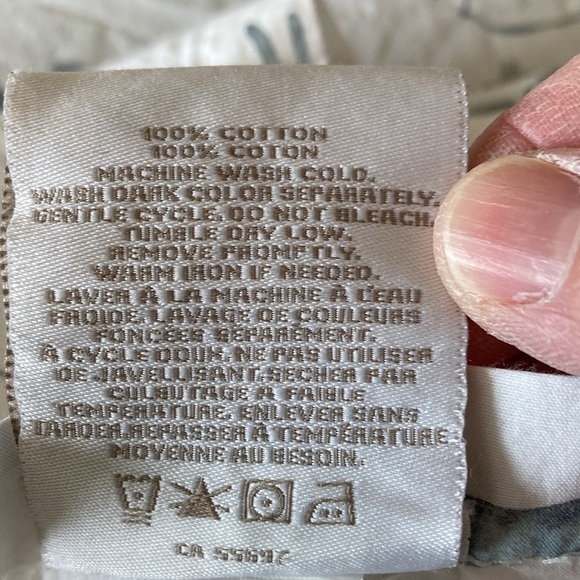 100% COTTON
100% COTON
MACHINE WASH COLD.
WASH DARK COLOR SEPARATELY.
GENTLE CYCLE. DO NOT BLEACH.
TUMBLE DRY LOW.
REMOVE PROMPTLY.
WARM IRON IF NEEDED.
LAVER À LA MACHINE À L'EAU
FROIDE. LAVAGE DE COULEURS
FONCÉES SÉPARÉMENT.
À CYCLE DOUX. NE PAS UTILISER
DE JAVELLISANT. SECHER PAR
CULBUTAGE A FAIBLE
TEMPÉRATURE. ENLEVER SANS
TARDER. REPASSER À TEMPÉRATURE
MOYENNE AU BESOIN.
CA 55697